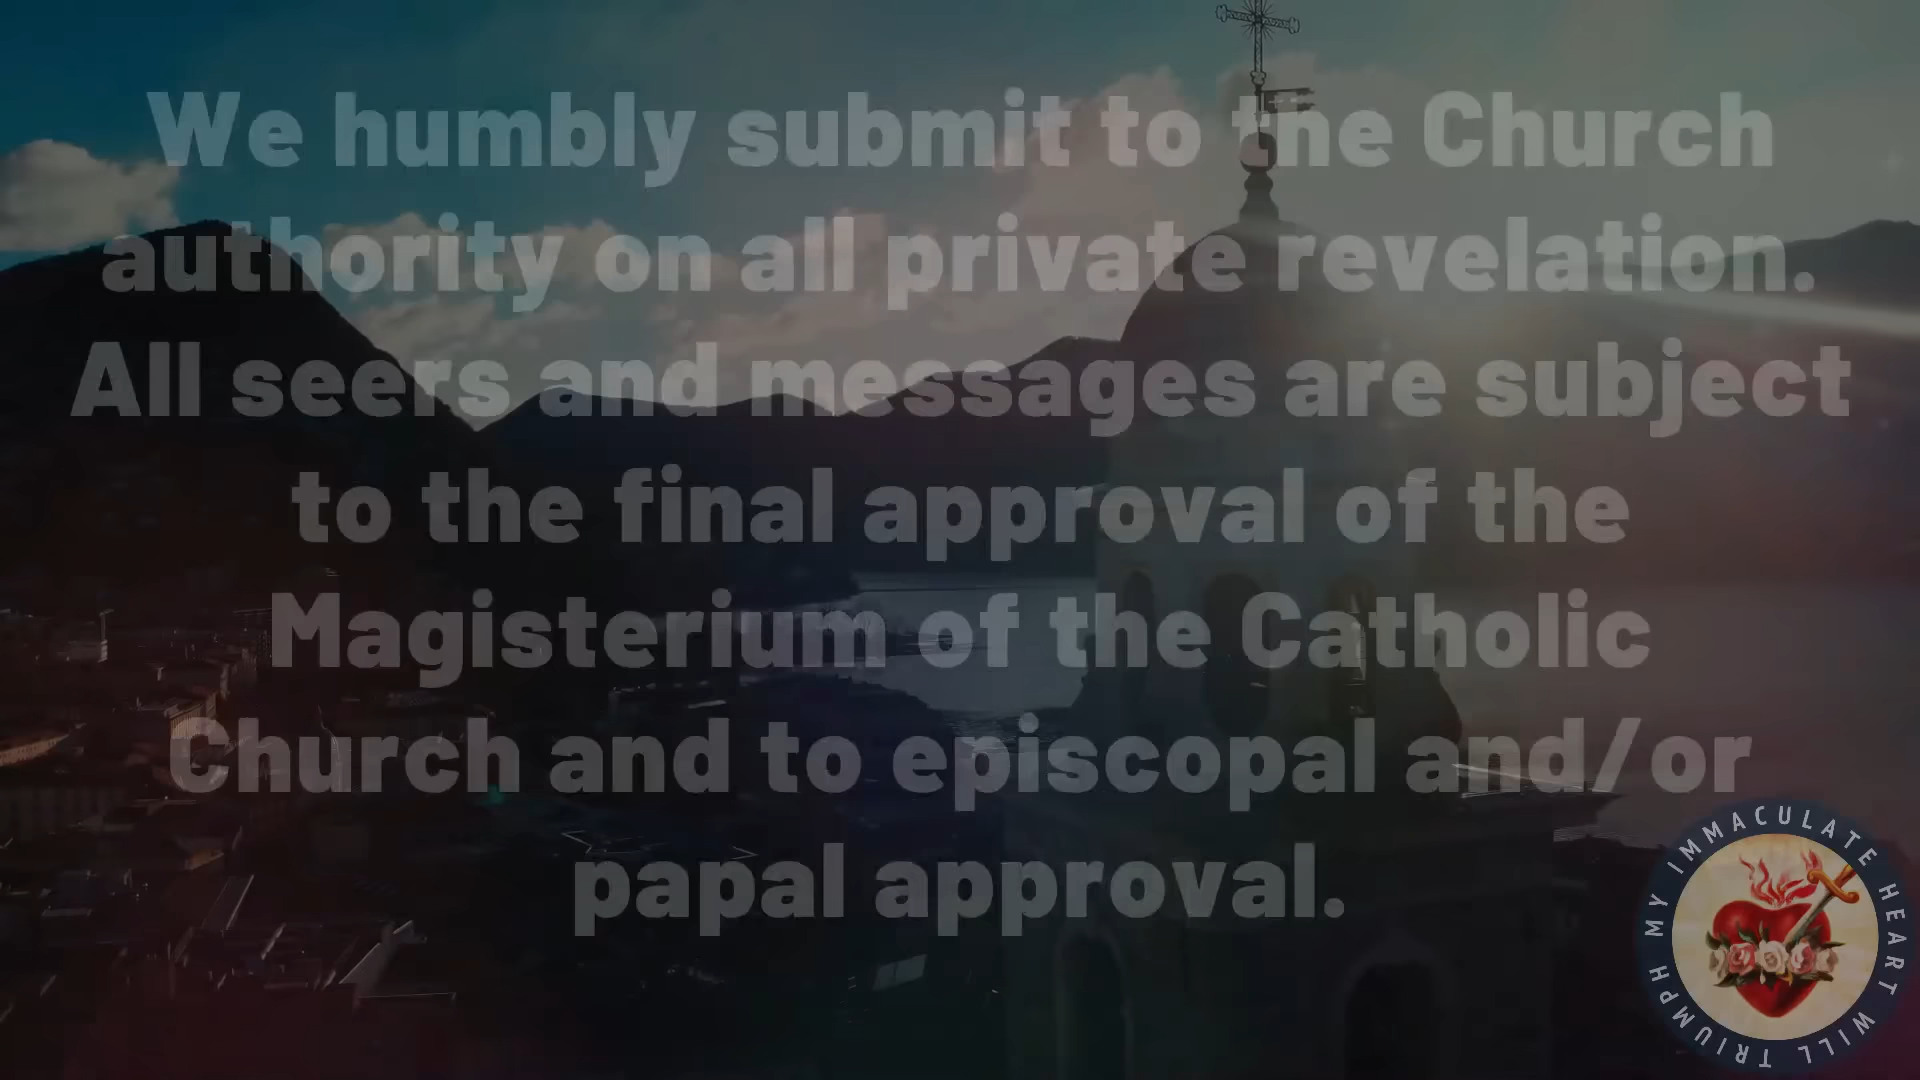 We humbly submit to the Church
authority on all private revelation.
All seers and messages are subject
to the final approval of the
Magisterium of the Catholic
Church and to episcopal and/or
papal approval.
MY IMMACULATE HEART WILL TRIUMPH